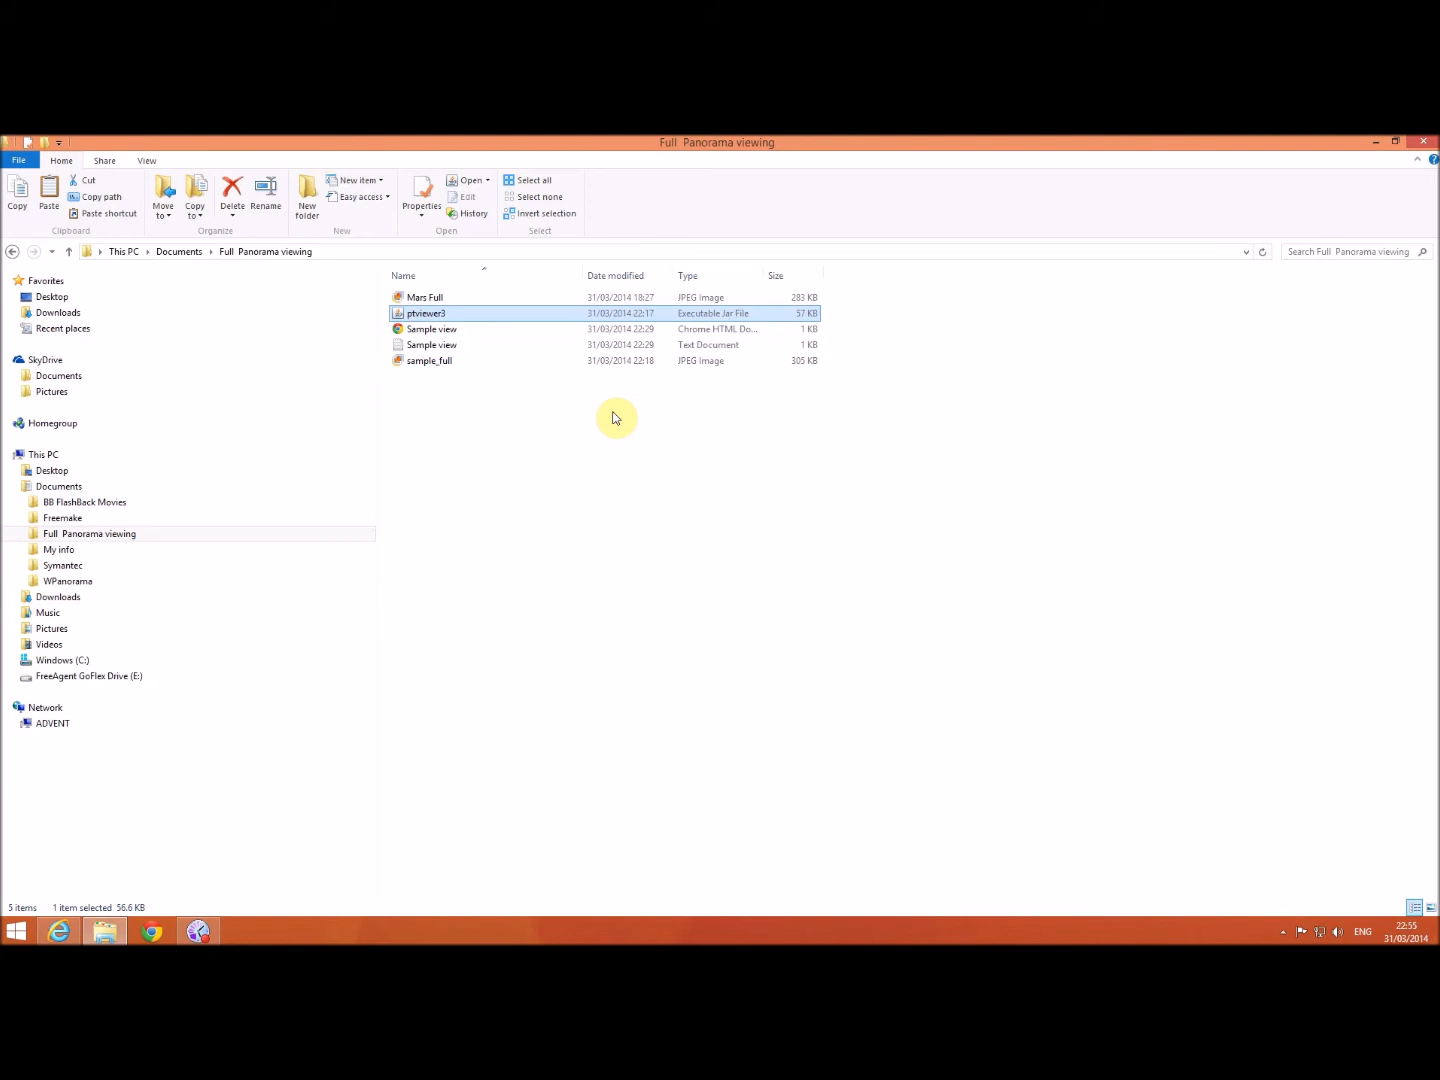 Full  Panorama viewing
File Home Share View
Copy
Paste
Cut
Copy path
Paste shortcut
Clipboard
Move to
Copy to
Delete
Rename
Organize
New folder
New item
Easy access
New
Properties
Open
Edit
History
Open
Select all
Select none
Invert selection
Select
This PC Documents Full  Panorama viewing
Search Full  Panorama viewing
Name Date modified Type Size
Mars Full 31/03/2014 18:27 JPEG Image 283 KB
ptviewer3 31/03/2014 22:17 Executable Jar File 57 KB
Sample view 31/03/2014 22:29 Chrome HTML Do... 1 KB
Sample view 31/03/2014 22:29 Text Document 1 KB
sample_full 31/03/2014 22:18 JPEG Image 305 KB
Favorites
Desktop
Downloads
Recent places
SkyDrive
Documents
Pictures
Homegroup
This PC
Desktop
Documents
BB FlashBack Movies
Freemake
Full  Panorama viewing
My info
Symantec
WPanorama
Downloads
Music
Pictures
Videos
Windows (C:)
FreeAgent GoFlex Drive (E:)
Network
ADVENT
5 items 1 item selected 56.6 KB
ENG
22:55
31/03/2014